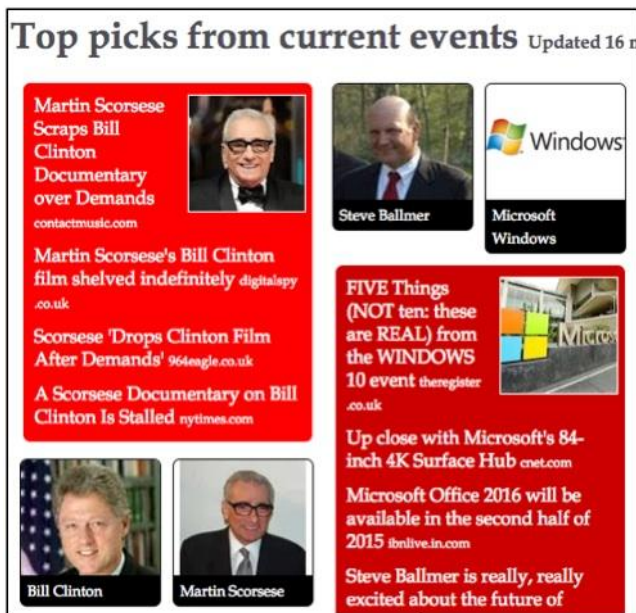 Top picks from current events Updated 16 m
Martin Scorsese
Scraps Bill
Clinton
Documentary
over Demands
contactmusic.com
Martin Scorsese's Bill Clinton
film shelved indefinitely digitalspy
.co.uk
Scorsese 'Drops Clinton Film
After Demands' 964eagle.co.uk
A Scorsese Documentary on Bill
Clinton Is Stalled nytimes.com
Bill Clinton
Martin Scorsese
Steve Ballmer
Windows
Microsoft
Windows
FIVE Things
(NOT ten: these
are REAL) from
the WINDOWS
10 event theregister
.co.uk
Micros
Up close with Microsoft's 84-
inch 4K Surface Hub cnet.com
Microsoft Office 2016 will be
available in the second half of
2015 ibnlive.in.com
Steve Ballmer is really, really
excited about the future of